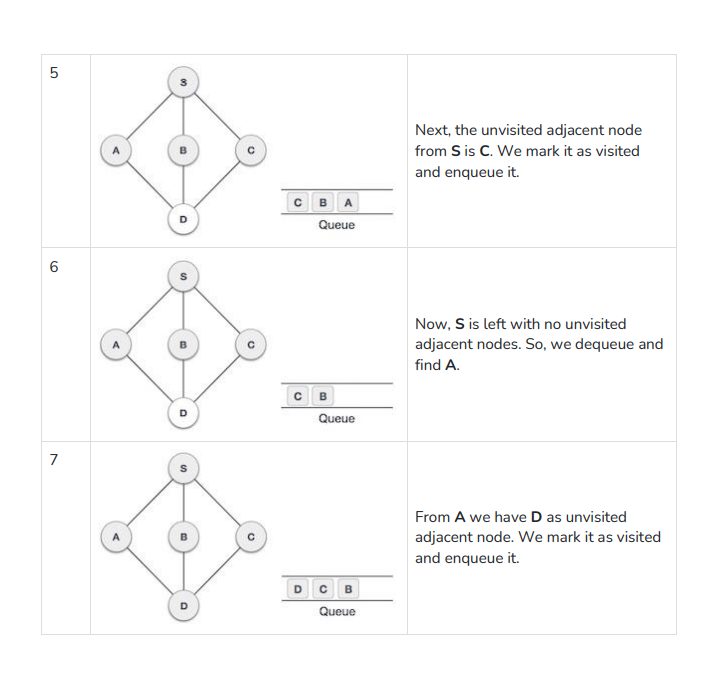 5
S
A B C
D
C B A
Queue
Next, the unvisited adjacent node
from S is C. We mark it as visited
and enqueue it.
6
S
A B C
D
C B
Queue
Now, S is left with no unvisited
adjacent nodes. So, we dequeue and
find A.
7
S
A B C
D
D C B
Queue
From A we have D as unvisited
adjacent node. We mark it as visited
and enqueue it.